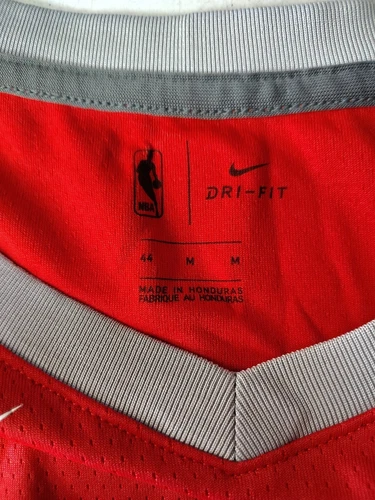 NBA
DRI-FIT
44 M M
MADE IN HONDURAS
FABRIQUE AU HONDURAS